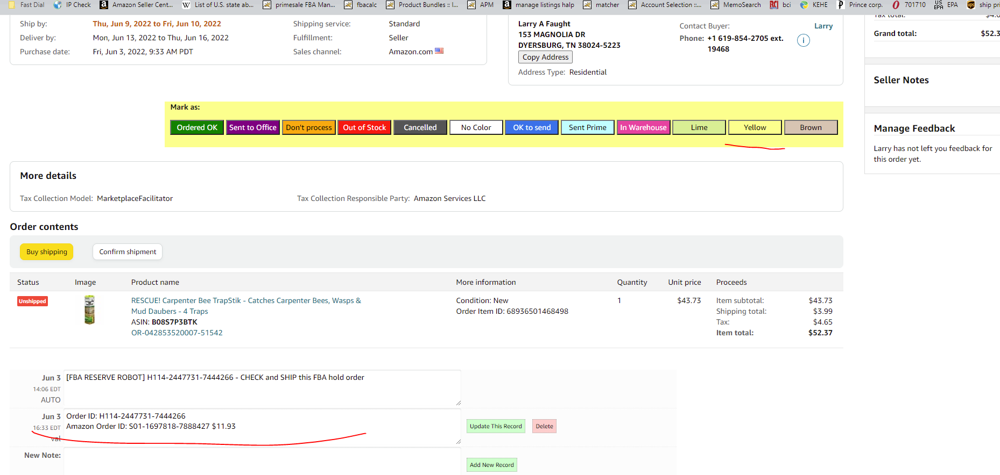 Fast Dial IP Check Amazon Seller Cent... List of U.S. state ab... primesale FBA Man... fbacalc Product Bundles :: I... APM manage listings halp matcher Account Selection ::... MemoSearch RCI bci KEHE Prince corp. 701710 US EPA EPA ups ship pri
Ship by: Thu, Jun 9, 2022 to Fri, Jun 10, 2022
Deliver by: Mon, Jun 13, 2022 to Thu, Jun 16, 2022
Purchase date: Fri, Jun 3, 2022, 9:33 AM PDT
Shipping service: Standard
Fulfillment: Seller
Sales channel: Amazon.com
Larry A Faught
153 MAGNOLIA DR
DYERSBURG, TN 38024-5223
Copy Address
Address Type: Residential
Contact Buyer: Larry
Phone: +1 619-854-2705 ext.
19468
Tax total:
Grand total: $52.3
Seller Notes
Manage Feedback
Larry has not left you feedback for
this order yet.
Mark as:
Ordered OK Sent to Office Don't process Out of Stock Cancelled No Color OK to send Sent Prime In Warehouse Lime Yellow Brown
More details
Tax Collection Model: MarketplaceFacilitator Tax Collection Responsible Party: Amazon Services LLC
Order contents
Buy shipping Confirm shipment
Status Image Product name More information Quantity Unit price Proceeds
Unshipped
RESCUE! Carpenter Bee TrapStik - Catches Carpenter Bees, Wasps &
Mud Daubers - 4 Traps
ASIN: B08S7P3BTK
OR-042853520007-51542
Condition: New
Order Item ID: 68936501468498
1
$43.73
Item subtotal: $43.73
Shipping total: $3.99
Tax: $4.65
Item total: $52.37
Jun 3
14:06 EDT
AUTO
[FBA RESERVE ROBOT] H114-2447731-7444266 - CHECK and SHIP this FBA hold order
Jun 3
16:33 EDT
val
Order ID: H114-2447731-7444266
Amazon Order ID: S01-1697818-7888427 $11.93
Update This Record Delete
New Note:
Add New Record